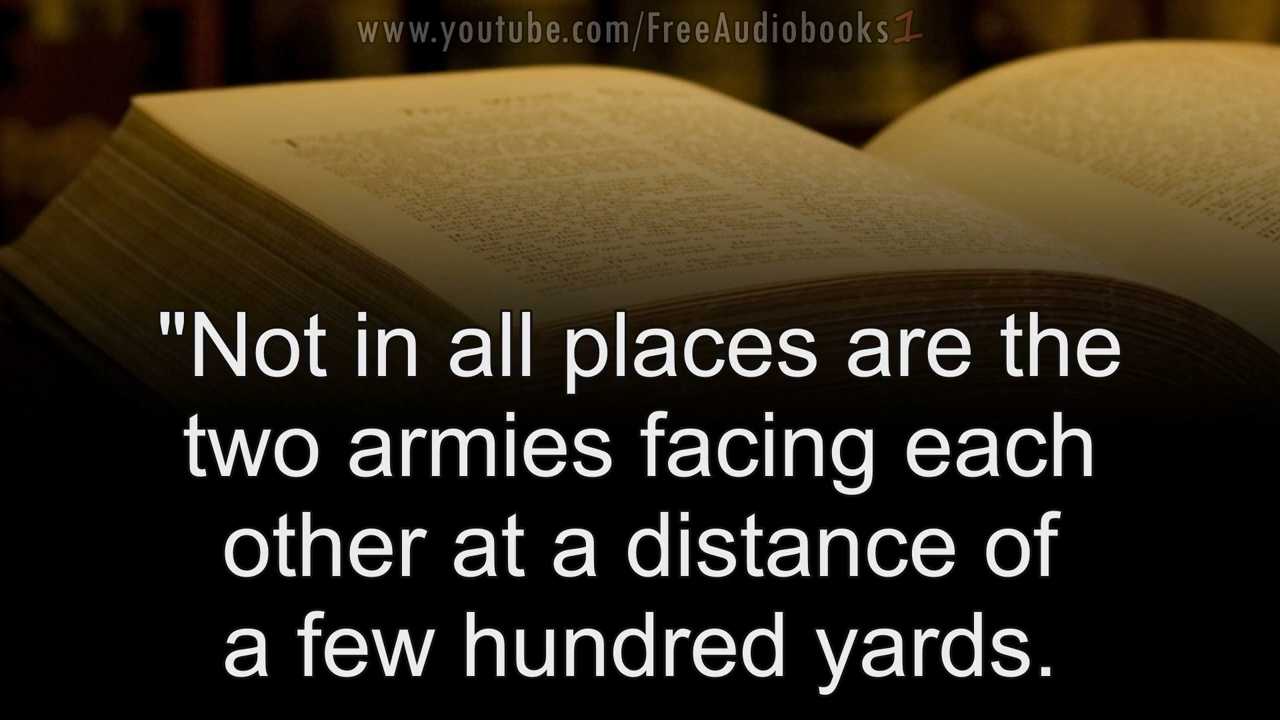 www.youtube.com/FreeAudiobooks1
"Not in all places are the
two armies facing each
other at a distance of
a few hundred yards.